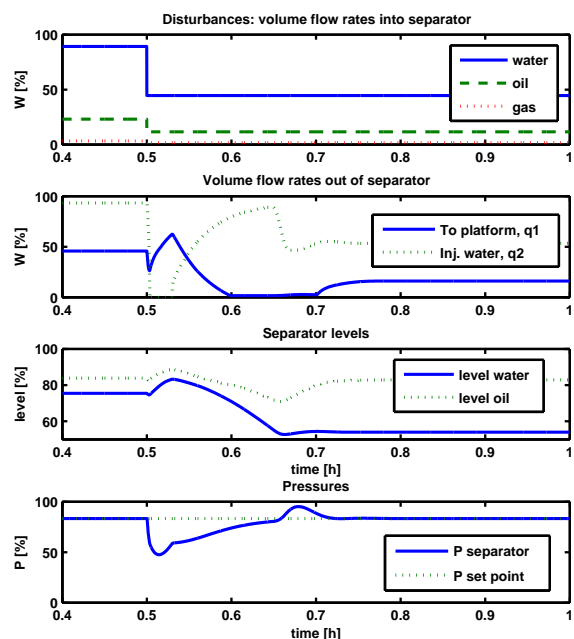 Disturbances: volume flow rates into separator
100
50
0
W [%]
water
oil
gas
0.4 0.5 0.6 0.7 0.8 0.9 1
Volume flow rates out of separator
100
50
0
W [%]
To platform, q1
Inj. water, q2
0.4 0.5 0.6 0.7 0.8 0.9 1
Separator levels
100
80
60
level [%]
level water
level oil
0.4 0.5 0.6 0.7 0.8 0.9 1
time [h]
Pressures
100
50
0
P [%]
P separator
P set point
0.4 0.5 0.6 0.7 0.8 0.9 1
time [h]